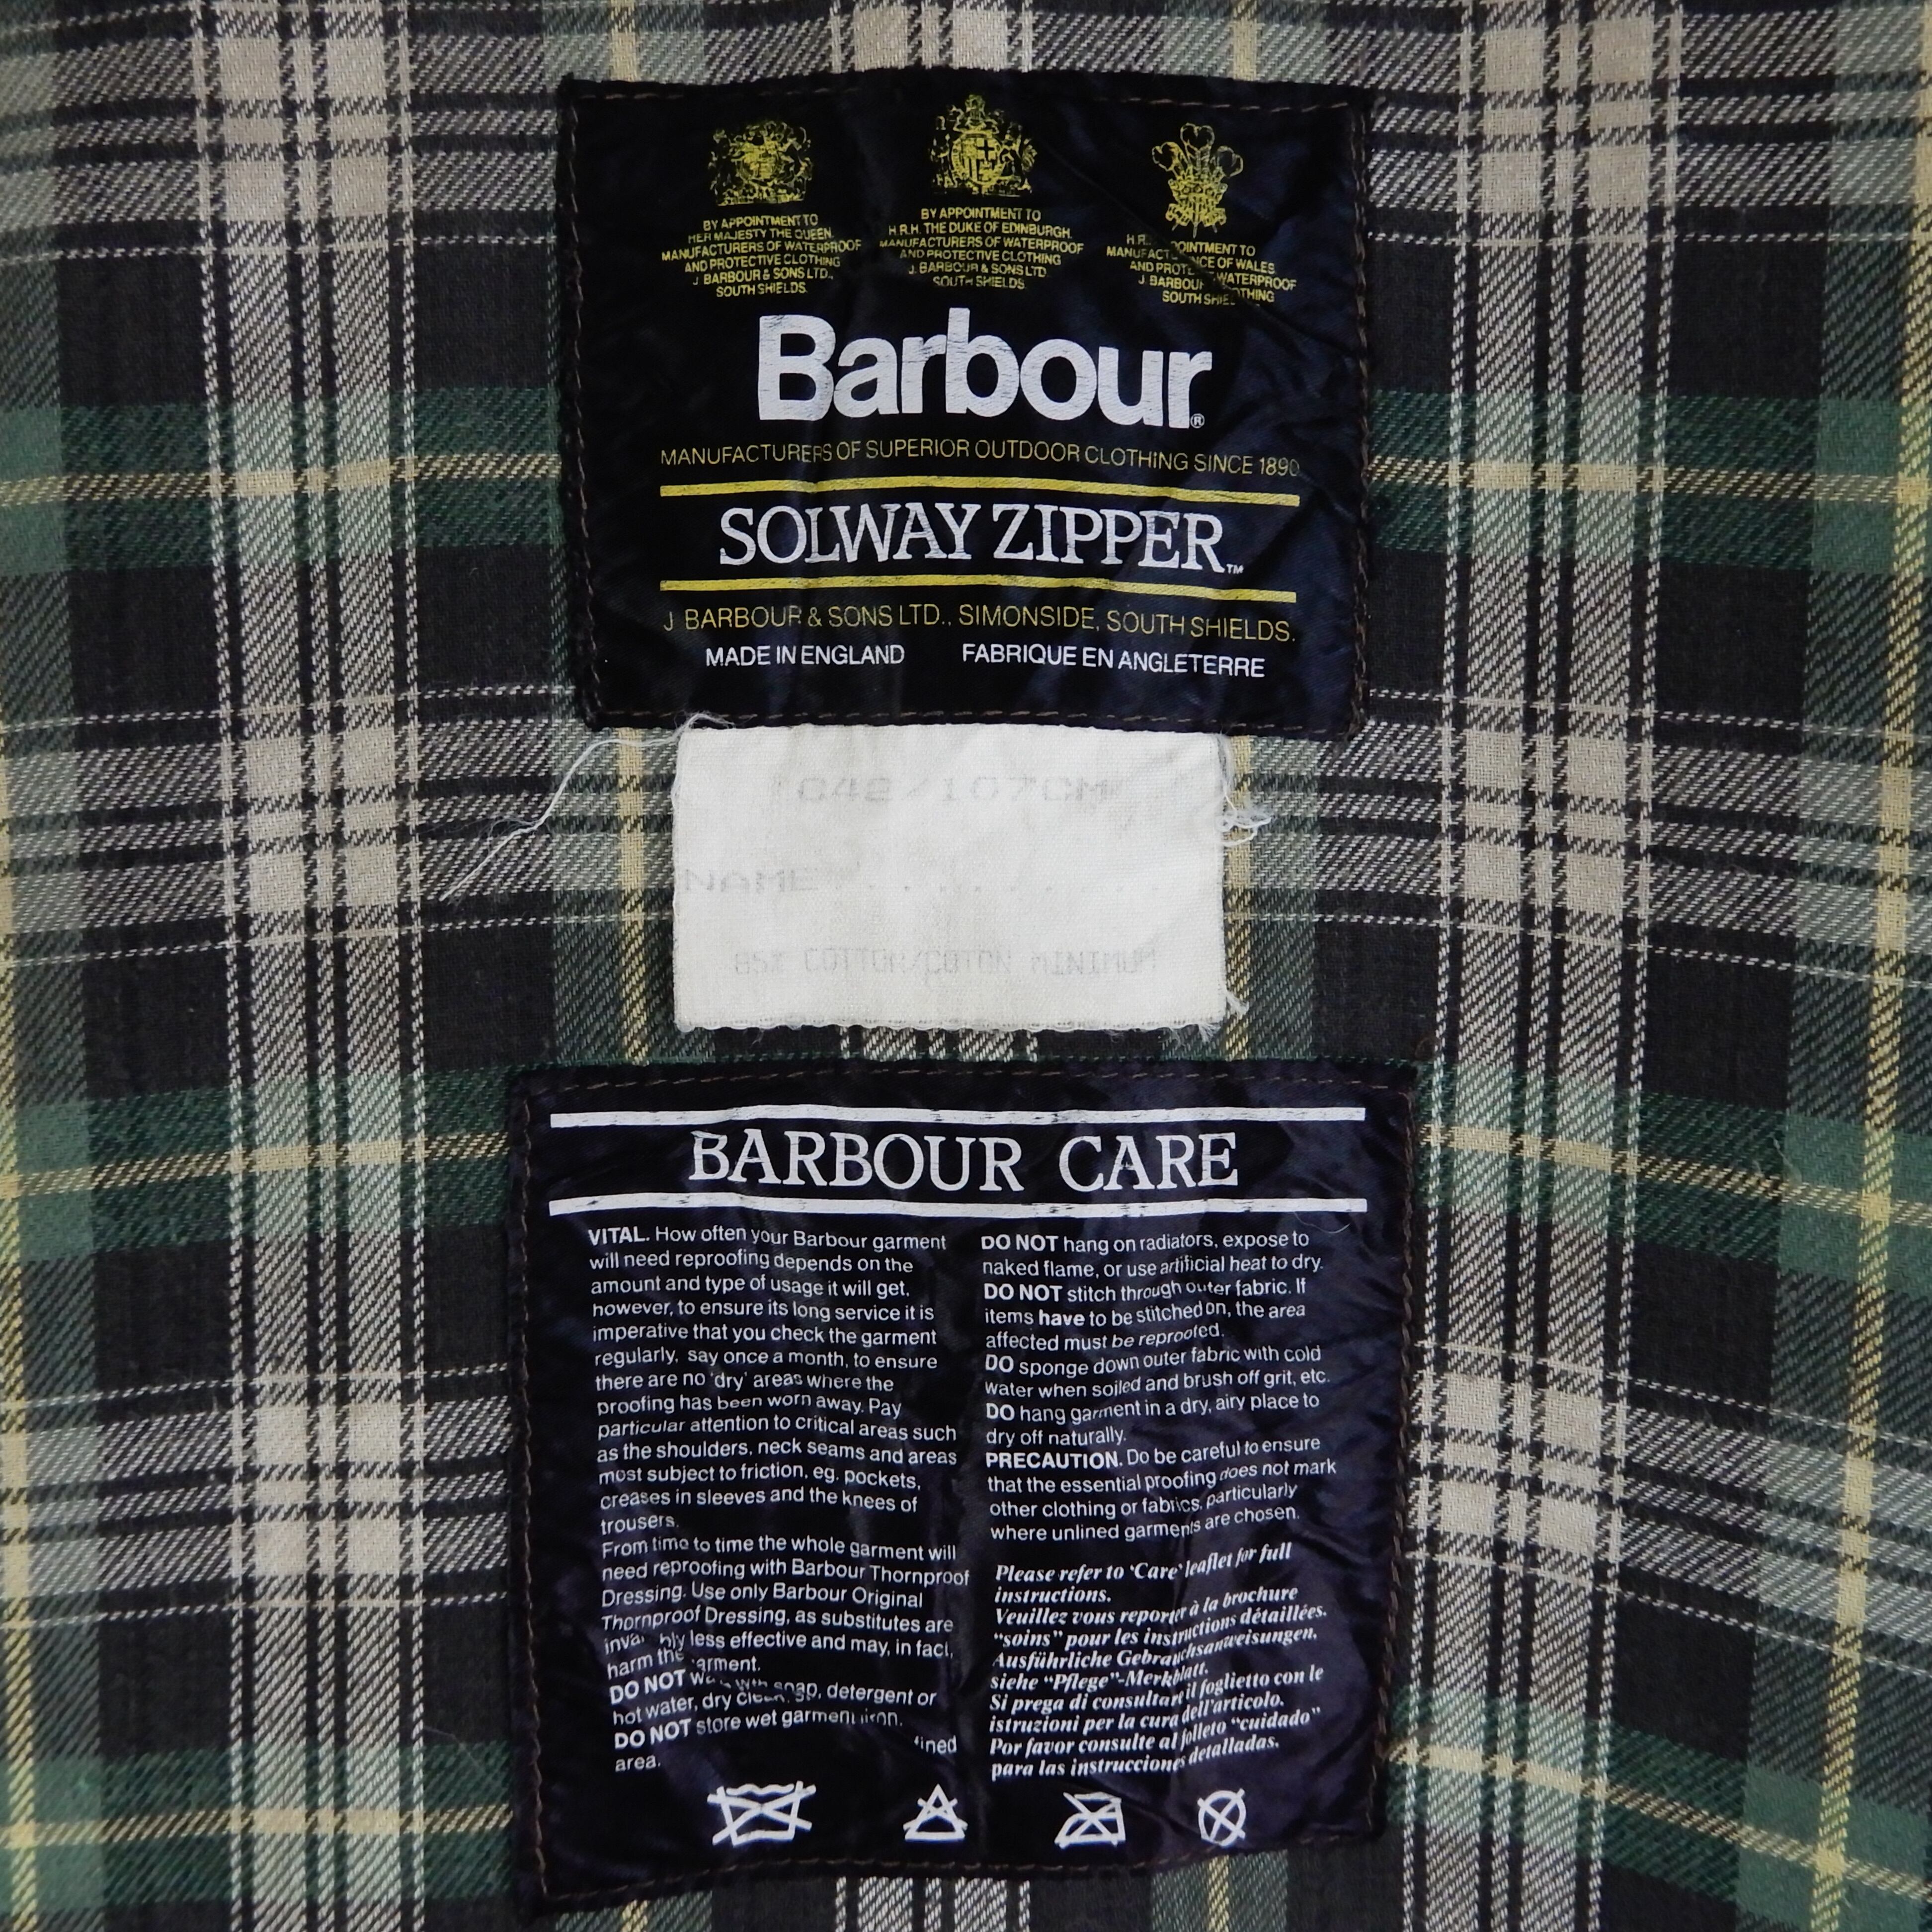 BY APPOINTMENT TO
HER MAJESTY THE QUEEN.
MANUFACTURERS OF WATERPROOF
AND PROTECTIVE CLOTHING
J. BARBOUR & SONS LTD.,
SOUTH SHIELDS.
BY APPOINTMENT TO
H.R.H. THE DUKE OF EDINBURGH.
MANUFACTURERS OF WATERPROOF
AND PROTECTIVE CLOTHING
J. BARBOUR & SONS LTD.
SOUTH SHIELDS.
TO
OF WALES
WATERPROOF
SOUTH
Barbour®
MANUFACTURERS OF SUPERIOR OUTDOOR CLOTHING SINCE 1890
SOLWAY ZIPPER™
J BARBOUR & SONS LTD., SIMONSIDE, SOUTH SHIELDS.
MADE IN ENGLAND FABRIQUE EN ANGLETERRE
/107CM
NAME..........
85% COTTON/COTON MINIMUM
BARBOUR CARE
VITAL. How often your Barbour garment
will need reproofing depends on the
amount and type of usage it will get,
however, to ensure its long service it is
imperative that you check the garment
regularly, say once a month, to ensure
there are no 'dry' areas where the
proofing has been worn away. Pay
particular attention to critical areas such
as the shoulders, neck seams and areas
most subject to friction, eg. pockets,
creases in sleeves and the knees of
trousers.
From time to time the whole garment will
need reproofing with Barbour Thornproof
Dressing. Use only Barbour Original
Thornproof Dressing, as substitutes are
less effective and may, in fact,
harm the
DO NOT soap, detergent or
hot water, dry
DO NOT store wet garment
area.
DO NOT hang on radiators, expose to
naked flame, or use artificial heat to dry.
DO NOT stitch through outer fabric. If
items have to be stitched on, the area
affected must be reproofed.
DO sponge down outer fabric with cold
water when soiled and brush off grit, etc.
DO hang garment in a dry, airy place to
dry off naturally.
PRECAUTION. Do be careful to ensure
that the essential proofing does not mark
other clothing or fabrics, particularly
where unlined garments are chosen.
Please refer to 'Care' leaflet for full
instructions.
Veuillez vous reporter à la brochure
"soins" pour les instructions détaillées.
Ausführliche Gebrauchsanweisungen,
siehe "Pflege"-Merkblatt.
Si prega di consultare il foglietto con le
istruzioni per la cura dell'articolo.
Por favor consulte al folleto "cuidado"
para las instrucciones detalladas.